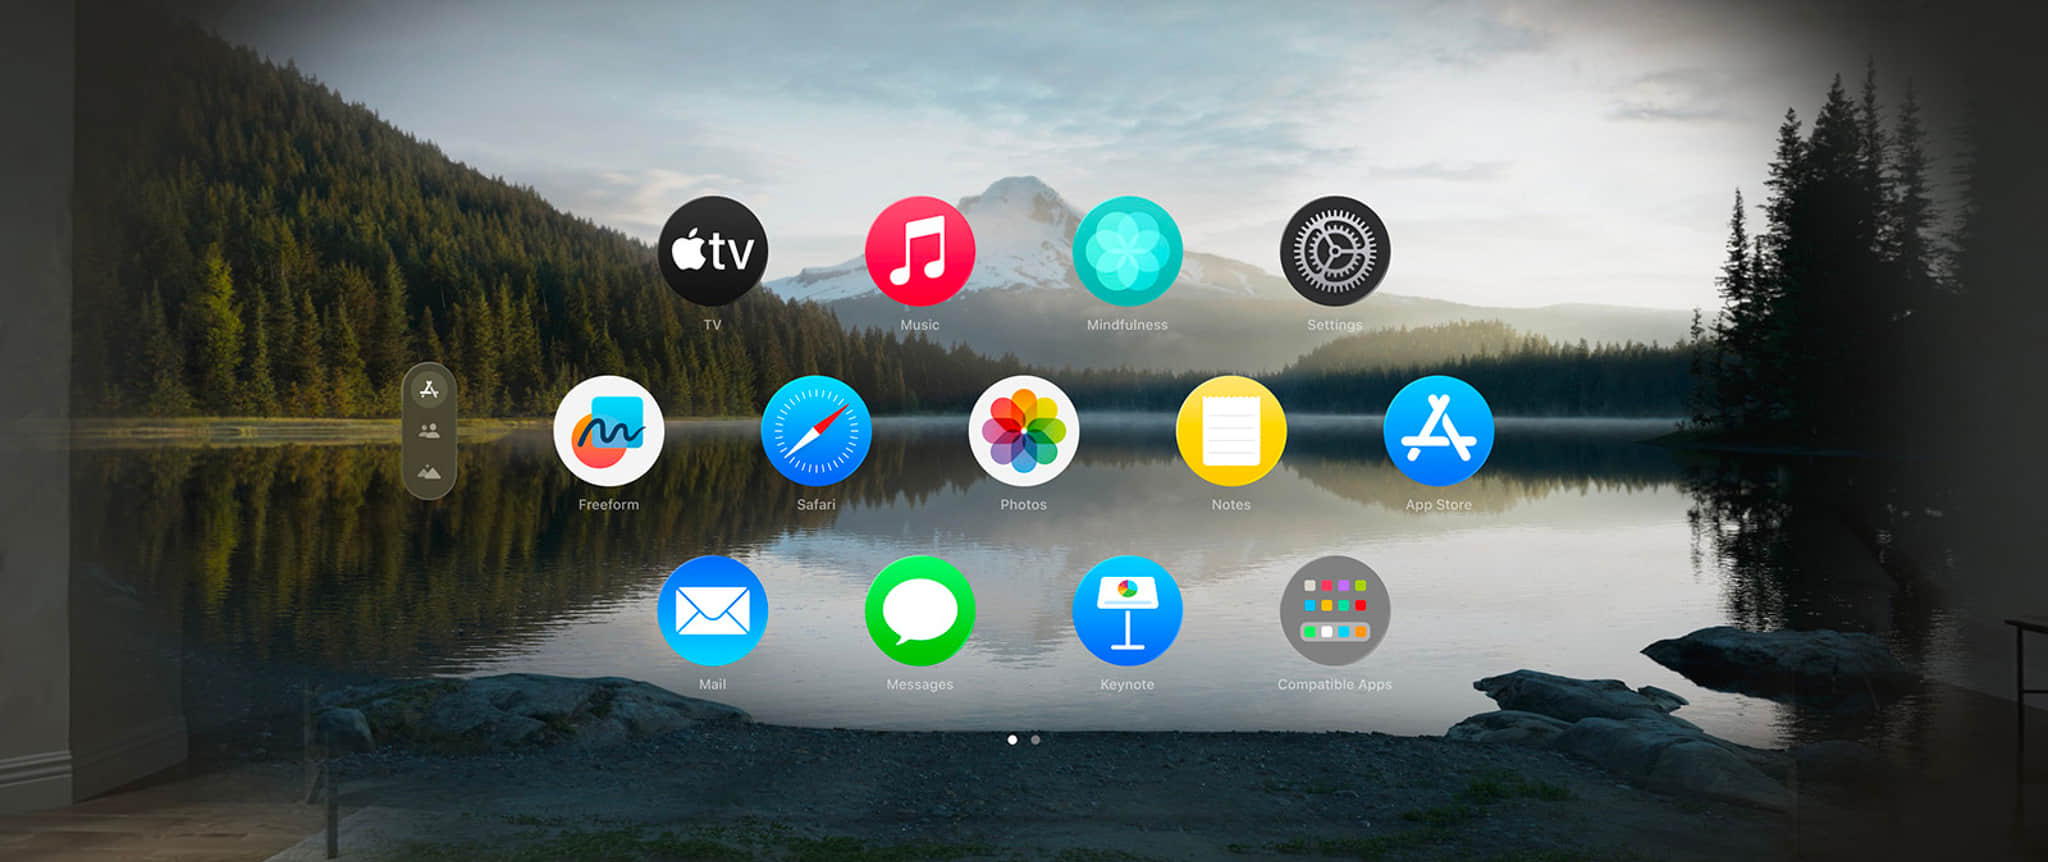 tv
TV
Music
Mindfulness
Settings
Freeform
Safari
Photos
Notes
App Store
Mail
Messages
Keynote
Compatible Apps